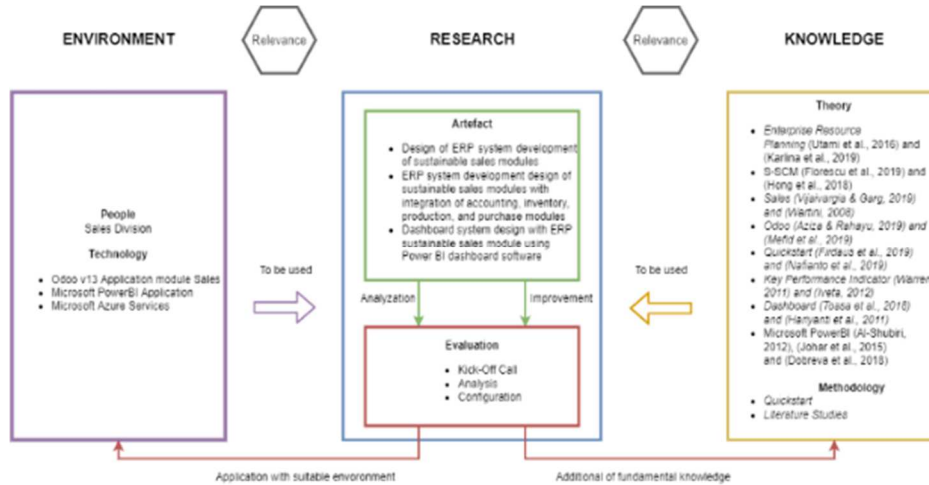 ENVIRONMENT
Relevance
RESEARCH
Relevance
KNOWLEDGE
People
Sales Division
Technology
• Odoo v13 Application module Sales
• Microsoft PowerBI Application
• Microsoft Azure Services
To be used
Artefact
• Design of ERP system development
of sustainable sales modules
• ERP system development design of
sustainable sales modules with
integration of accounting, inventory,
production, and purchase modules
• Dashboard system design with ERP
sustainable sales module using
Power BI dashboard software
Analyzation
Improvement
Evaluation
• Kick-Off Call
• Analysis
• Configuration
To be used
Theory
• Enterprise Resource
Planning (Utami et al., 2016) and
(Karlina et al., 2019)
• S-SCM (Florescu et al., 2019) and
(Hong et al., 2018)
• Sales (Vijaivargia & Garg, 2019)
and (Wartini, 2008)
• Odoo (Aziza & Rahayu, 2019) and
(Mefid et al., 2019)
• Quickstart (Firdaus et al., 2019)
and (Nafianto et al., 2019)
• Key Performance Indicator (Warren,
2011) and (Iveta, 2012)
• Dashboard (Toasa et al., 2018)
and (Hariyanti et al., 2011)
• Microsoft PowerBI (Al-Shubiri,
2012), (Johar et al., 2015)
and (Dobreva et al., 2018)
Methodology
• Quickstart
• Literature Studies
Application with suitable envoronment
Additional of fundamental knowledge